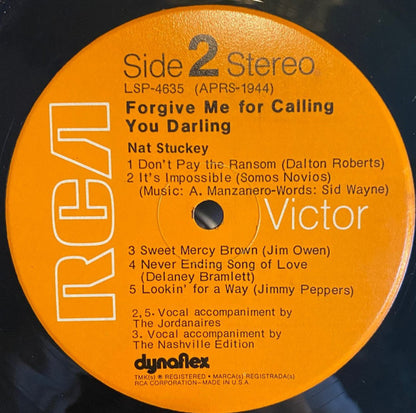 Side 2 Stereo
LSP-4635 (APRS-1944)
Forgive Me for Calling
You Darling
Nat Stuckey
1 Don't Pay the Ransom (Dalton Roberts)
2 It's Impossible (Somos Novios)
(Music: A. Manzanero-Words: Sid Wayne)
RCA
Victor
3 Sweet Mercy Brown (Jim Owen)
4 Never Ending Song of Love
(Delaney Bramlett)
5 Lookin' for a Way (Jimmy Peppers)
2, 5. Vocal accompaniment by
The Jordanaires
3. Vocal accompaniment by
The Nashville Edition
dynaflex
TMK(s) ® REGISTERED • MARCA(s) REGISTRADA(s)
RCA CORPORATION—MADE IN U.S.A.